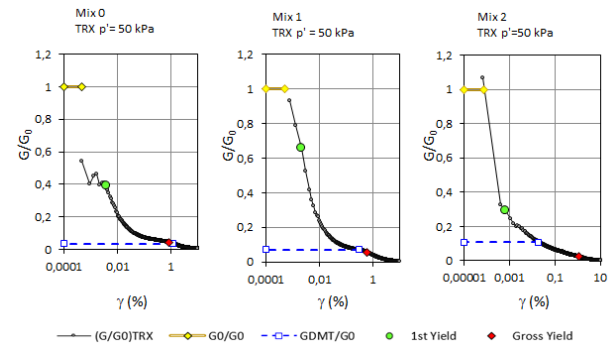 Mix 0
TRX p'= 50 kPa
Mix 1
TRX p'= 50 kPa
Mix 2
TRX p'=50 kPa
1,2
1
0,8
0,6
0,4
0,2
0
G/G0
0,0001
0,01
1
γ (%)
1,2
1
0,8
0,6
0,4
0,2
0
G/G0
0,0001
0,01
1
γ (%)
1,2
1
0,8
0,6
0,4
0,2
0
G/G0
0,00001
0,001
0,1
10
γ (%)
(G/G0)TRX
G0/G0
GDMT/G0
1st Yield
Gross Yield